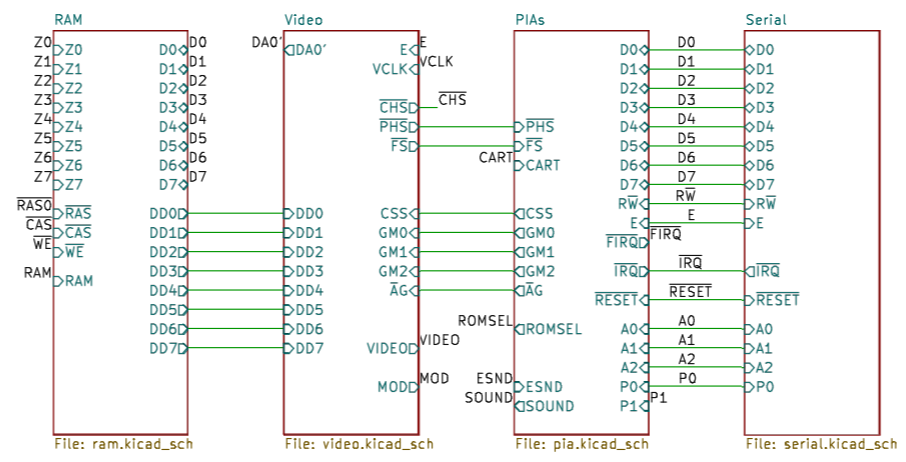 RAM Video PIAs Serial
Z0 Z0 D0 D0 DA0' DA0' E E D0 D0 D0
Z1 Z1 D1 D1 VCLK VCLK D1 D1 D1
Z2 Z2 D2 D2 D2 D2 D2
Z3 Z3 D3 D3 CHS CHS D3 D3 D3
Z4 Z4 D4 D4 PHS PHS D4 D4 D4
Z5 Z5 D5 D5 FS FS D5 D5 D5
Z6 Z6 D6 D6 CART CART D6 D6 D6
Z7 Z7 D7 D7 D7 D7 D7
RAS0 RAS DD0 DD0 CSS CSS RW RW RW
CAS CAS DD1 DD1 GM0 GM0 E E E
WE WE DD2 DD2 GM1 GM1 FIRQ FIRQ
RAM RAM DD3 DD3 GM2 GM2 IRQ IRQ IRQ
DD4 DD4 AG AG RESET RESET RESET
DD5 DD5
DD6 DD6 ROMSEL ROMSEL A0 A0 A0
DD7 DD7 VIDEO VIDEO A1 A1 A1
A2 A2 A2
MOD MOD ESND ESND P0 P0 P0
SOUND SOUND P1 P1
File: ram.kicad_sch File: video.kicad_sch File: pia.kicad_sch File: serial.kicad_sch